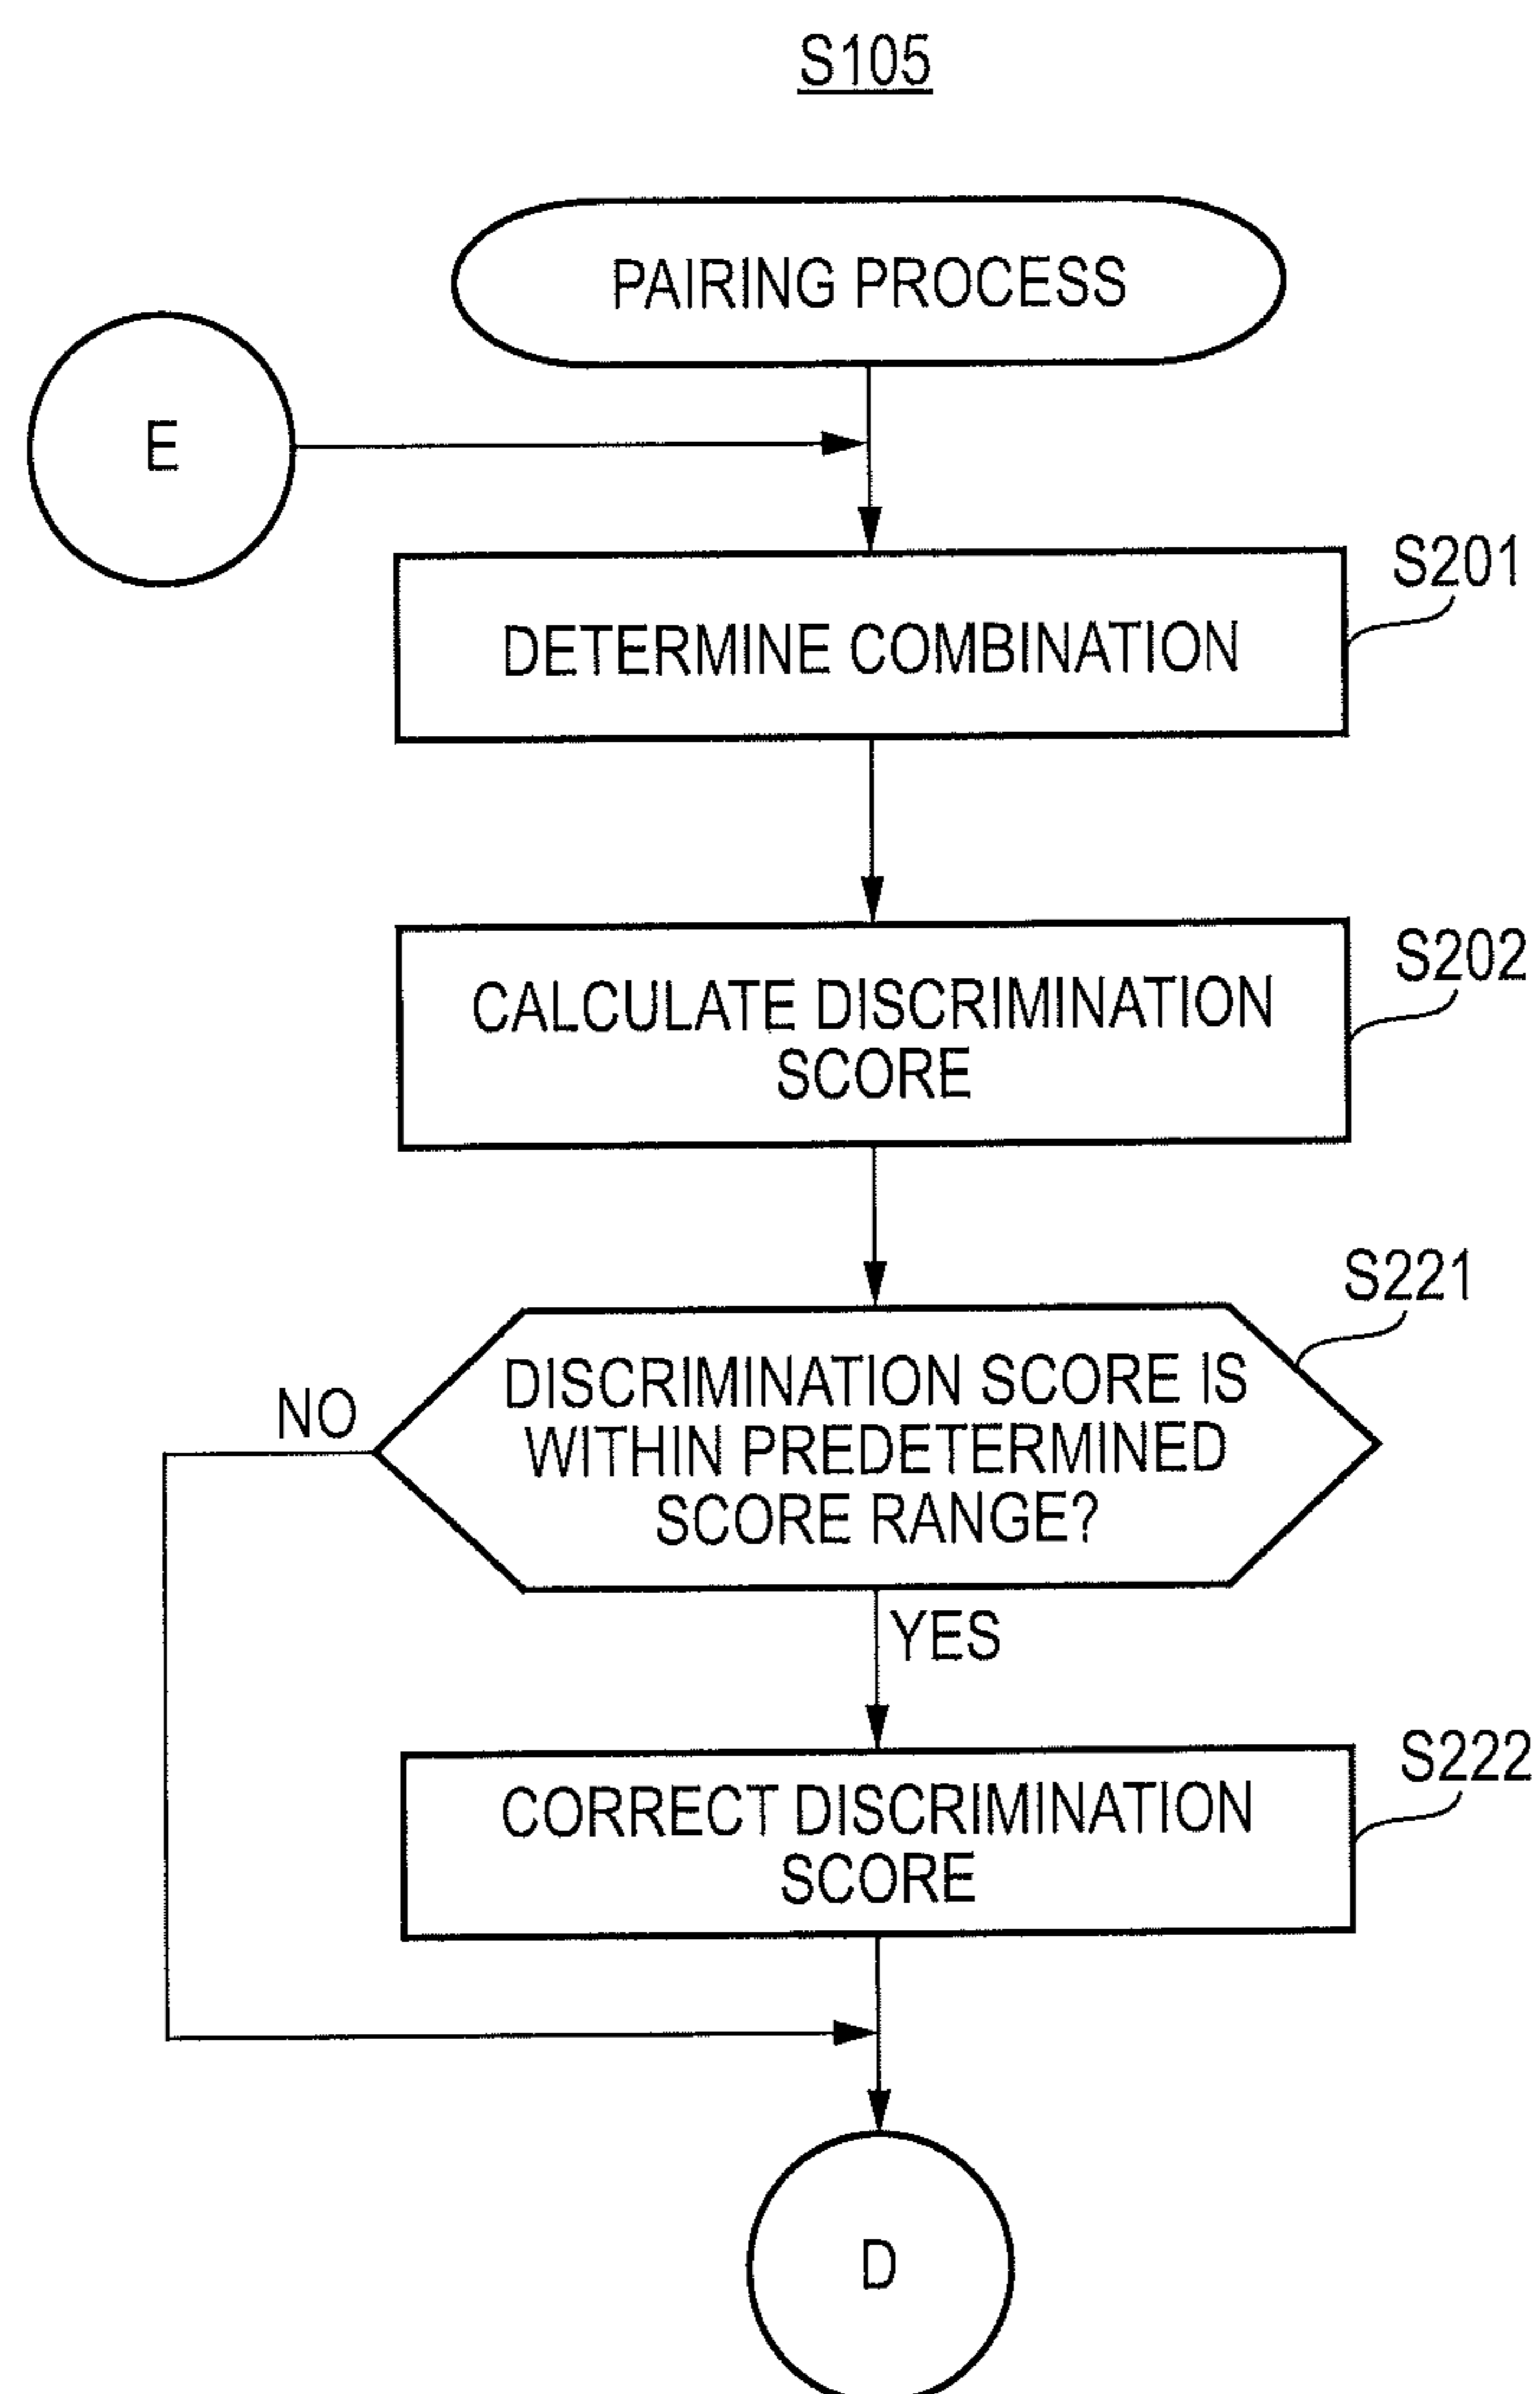 S105
PAIRING PROCESS
E
S201
DETERMINE COMBINATION
S202
CALCULATE DISCRIMINATION
SCORE
S221
DISCRIMINATION SCORE IS
WITHIN PREDETERMINED
SCORE RANGE?
NO
YES
S222
CORRECT DISCRIMINATION
SCORE
D